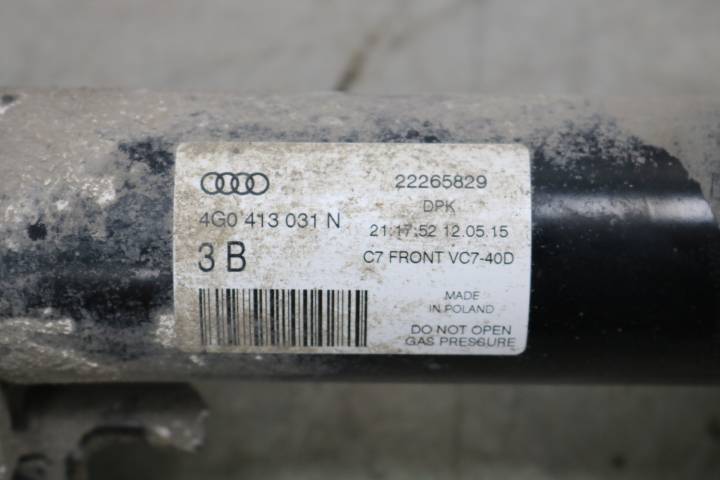 4G0 413 031 N
3 B
22265829
DPK
21:17:52 12.05.15
C7 FRONT VC7-40D
MADE
IN POLAND
DO NOT OPEN
GAS PRESSURE